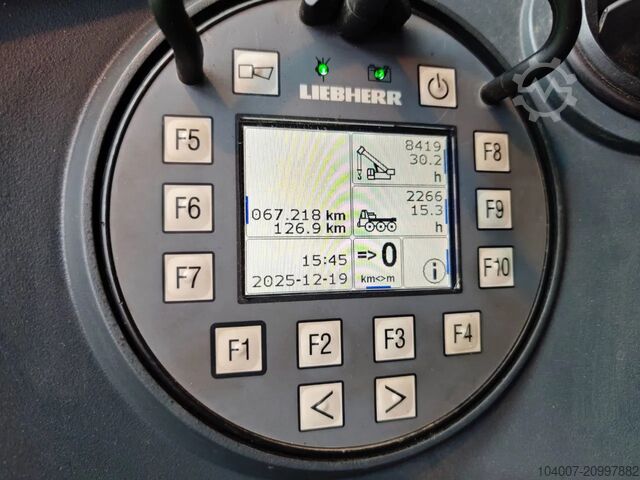 LIEBHERR
F5
F8
F6
F9
F7
F10
8419
30.2
h
2266
15.3
h
067.218 km
126.9 km
15:45
2025-12-19
=> 0
km<>m
i
F1
F2
F3
F4
<
>
104007-20997882